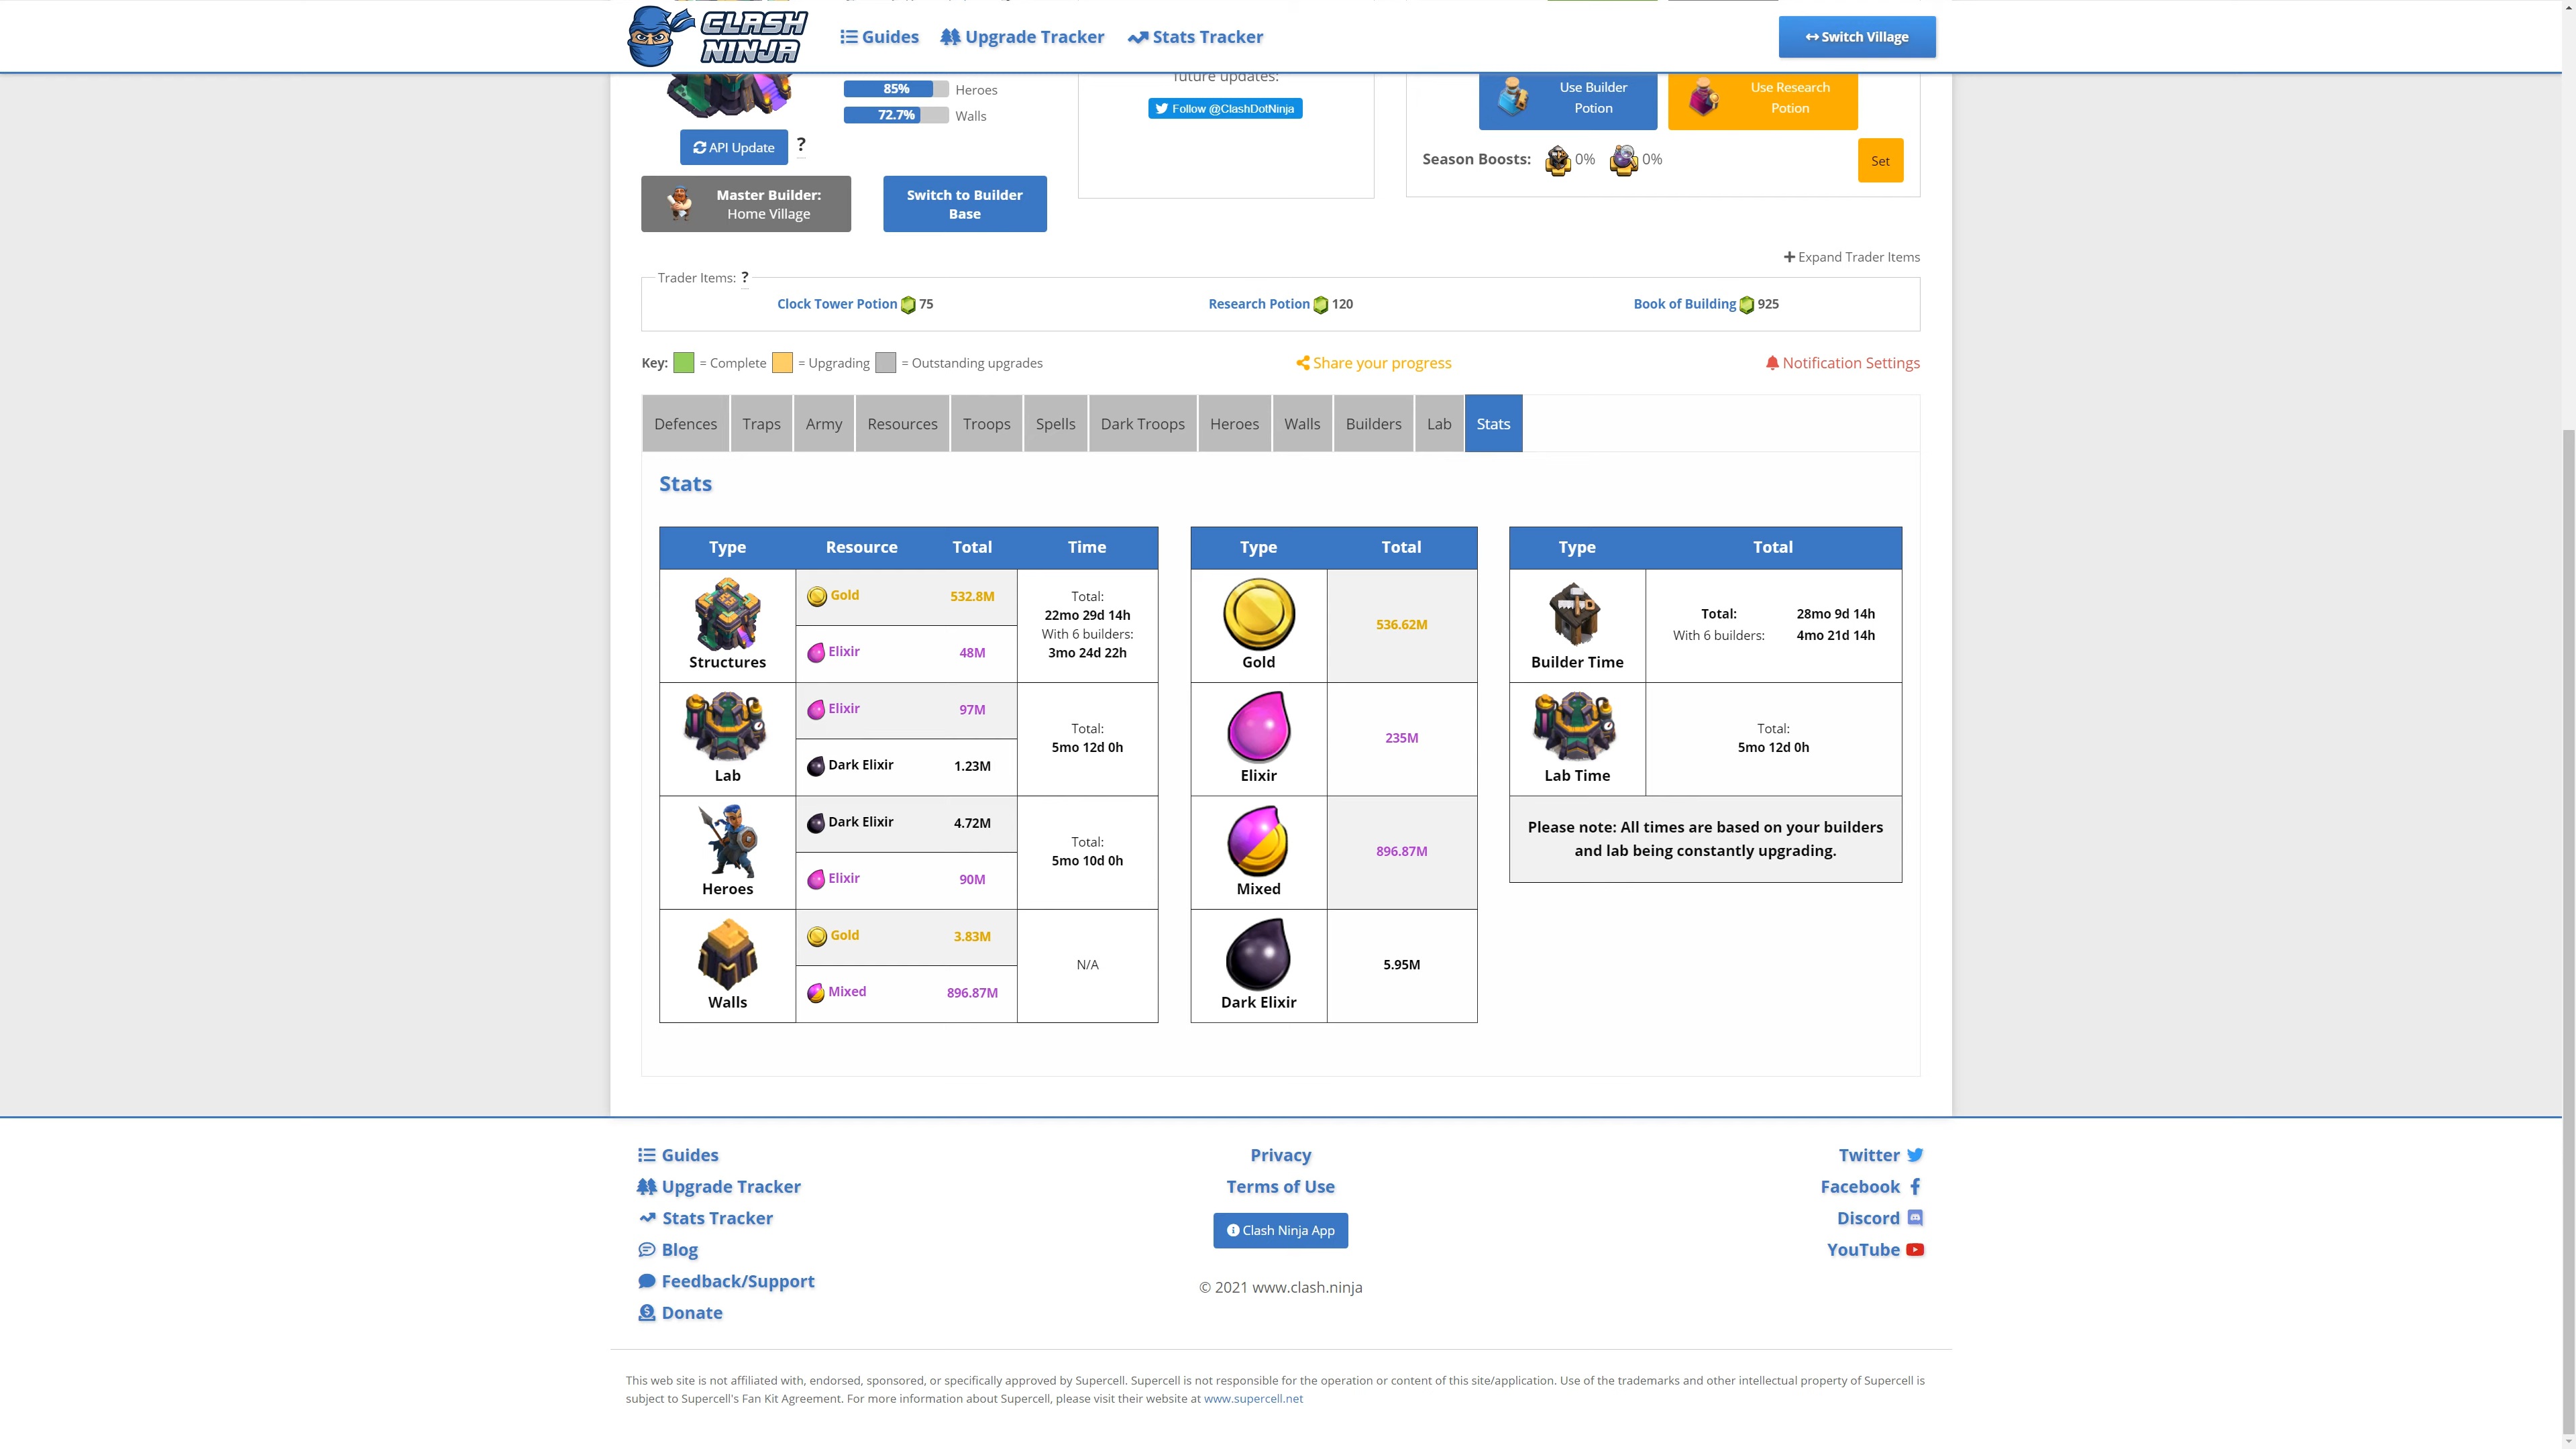 CLASH
NINJA
Guides
Upgrade Tracker
Stats Tracker
Switch Village
85%
Heroes
72.7%
Walls
API Update
?
Master Builder:
Home Village
Switch to Builder
Base
future updates:
Follow @ClashDotNinja
Use Builder
Potion
Use Research
Potion
Season Boosts:
0%
0%
Set
Expand Trader Items
Trader Items: ?
Clock Tower Potion 75
Research Potion 120
Book of Building 925
Key: = Complete = Upgrading = Outstanding upgrades
Share your progress
Notification Settings
Defences Traps Army Resources Troops Spells Dark Troops Heroes Walls Builders Lab Stats
Stats
Type Resource Total Time
Structures
Gold 532.8M
Elixir 48M
Total:
22mo 29d 14h
With 6 builders:
3mo 24d 22h
Lab
Elixir 97M
Dark Elixir 1.23M
Total:
5mo 12d 0h
Heroes
Dark Elixir 4.72M
Elixir 90M
Total:
5mo 10d 0h
Walls
Gold 3.83M
Mixed 896.87M
N/A
Type Total
Gold 536.62M
Elixir 235M
Mixed 896.87M
Dark Elixir 5.95M
Type Total
Builder Time
Total: 28mo 9d 14h
With 6 builders: 4mo 21d 14h
Lab Time
Total:
5mo 12d 0h
Please note: All times are based on your builders
and lab being constantly upgrading.
Guides
Upgrade Tracker
Stats Tracker
Blog
Feedback/Support
Donate
Privacy
Terms of Use
Clash Ninja App
© 2021 www.clash.ninja
Twitter
Facebook
Discord
YouTube
This web site is not affiliated with, endorsed, sponsored, or specifically approved by Supercell. Supercell is not responsible for the operation or content of this site/application. Use of the trademarks and other intellectual property of Supercell is
subject to Supercell's Fan Kit Agreement. For more information about Supercell, please visit their website at www.supercell.net